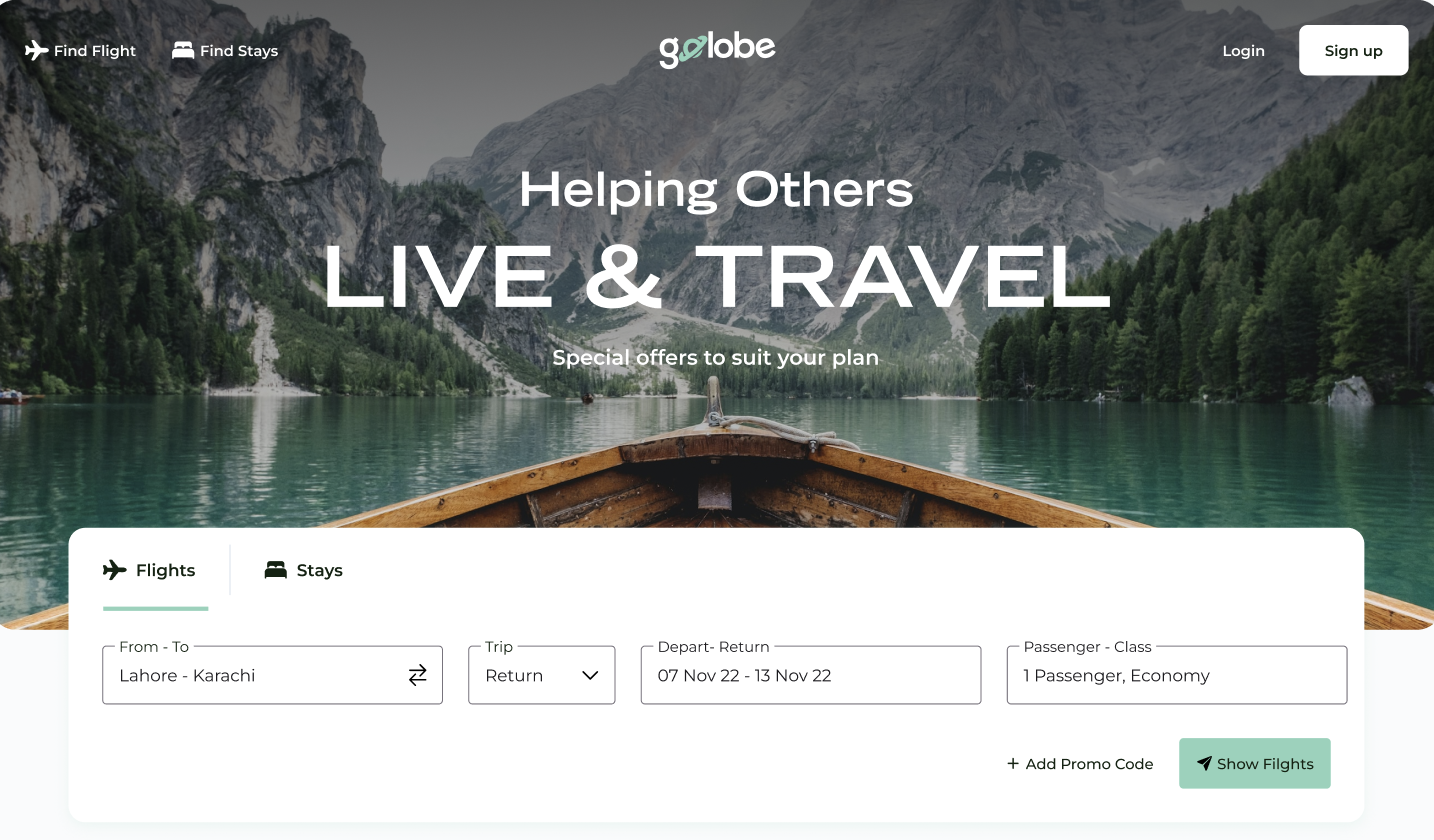 Find Flight
Find Stays
golobe
Login
Sign up
Helping Others
LIVE & TRAVEL
Special offers to suit your plan
Flights
Stays
From - To
Lahore - Karachi
Trip
Return
Depart- Return
07 Nov 22 - 13 Nov 22
Passenger - Class
1 Passenger, Economy
+ Add Promo Code
Show Filghts